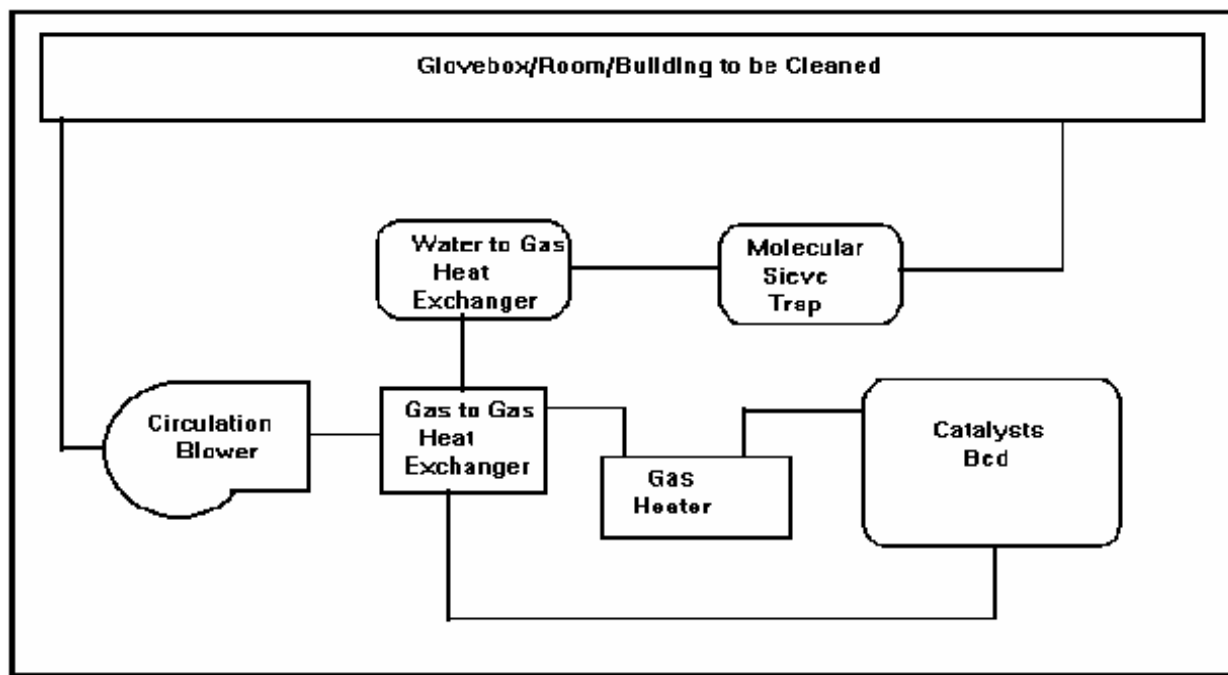 Glovebox/Room/Building to be Cleaned
Water to Gas
Heat
Exchanger
Molecular
Sieve
Trap
Circulation
Blower
Gas to Gas
Heat
Exchanger
Gas
Heater
Catalysts
Bed